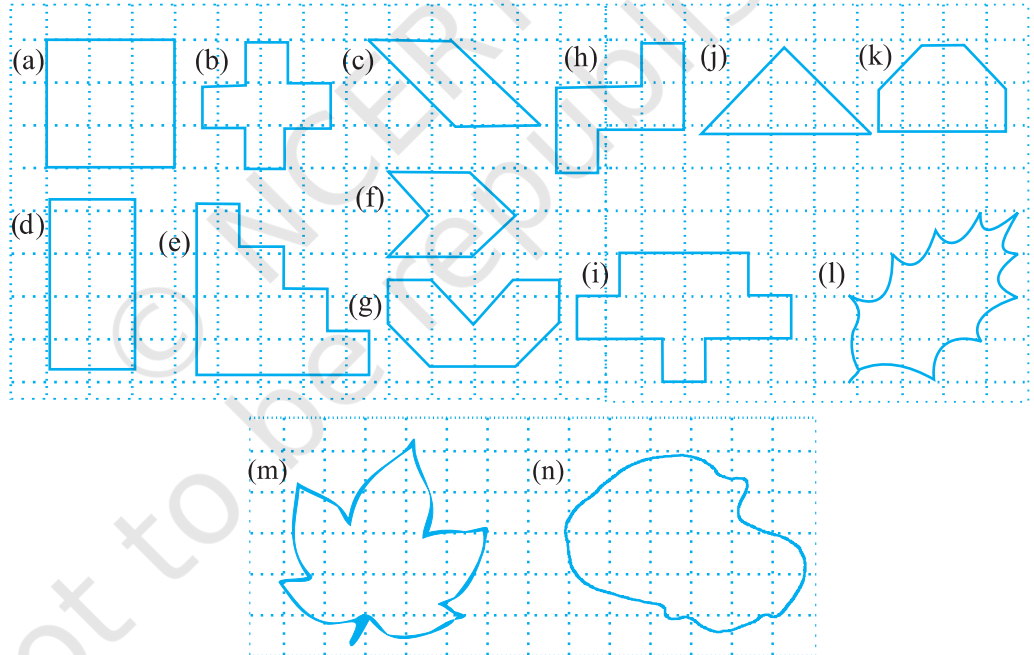 (a) (b) (c) (h) (j) (k)
(d) (e) (f)
(g) (i) (l)
(m) (n)
© NCERT
not to be republished